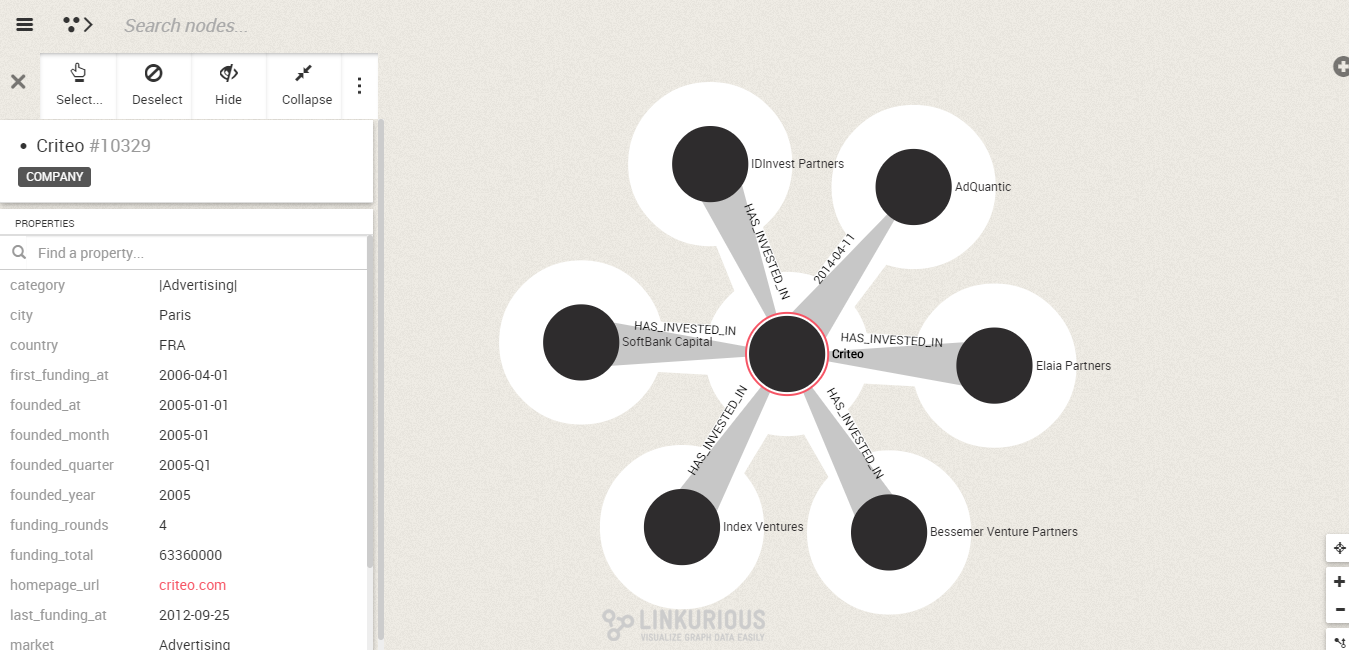 Search nodes...
Select...
Deselect
Hide
Collapse
Criteo #10329
COMPANY
PROPERTIES
Find a property...
category |Advertising|
city Paris
country FRA
first_funding_at 2006-04-01
founded_at 2005-01-01
founded_month 2005-01
founded_quarter 2005-Q1
founded_year 2005
funding_rounds 4
funding_total 63360000
homepage_url criteo.com
last_funding_at 2012-09-25
market Advertising
IDInvest Partners
AdQuantic
HAS_INVESTED_IN
2014-04-11
HAS_INVESTED_IN
SoftBank Capital
HAS_INVESTED_IN
Criteo
Elaia Partners
HAS_INVESTED_IN
HAS_INVESTED_IN
Index Ventures
Bessemer Venture Partners
LINKURIOUS
VISUALIZE GRAPH DATA EASILY